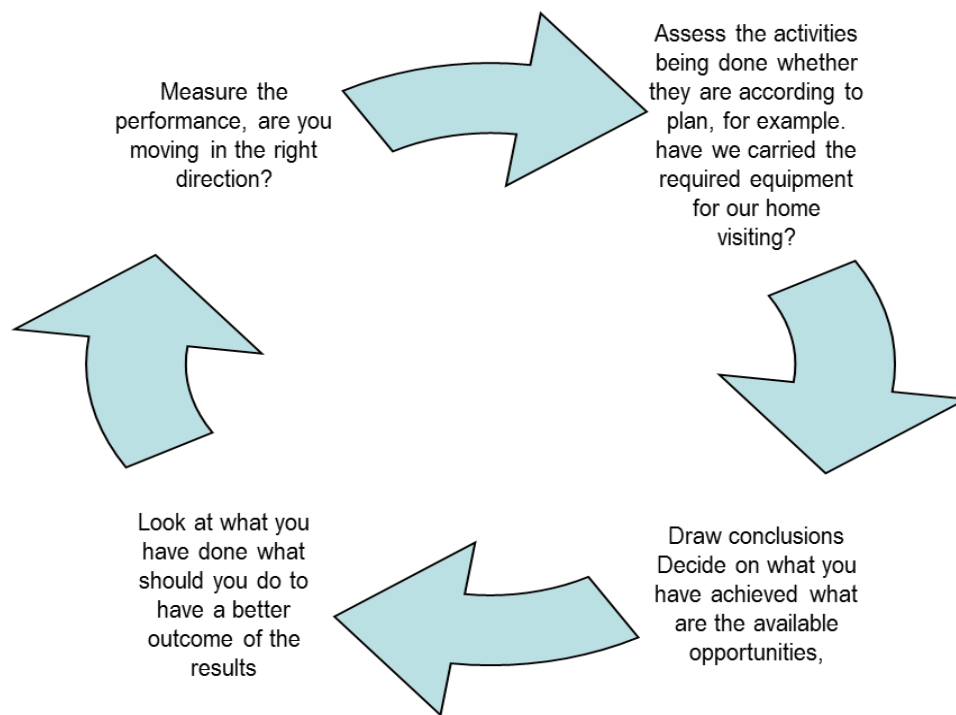 Measure the
performance, are you
moving in the right
direction?
Assess the activities
being done whether
they are according to
plan, for example.
have we carried the
required equipment
for our home
visiting?
Draw conclusions
Decide on what you
have achieved what
are the available
opportunities,
Look at what you
have done what
should you do to
have a better
outcome of the
results